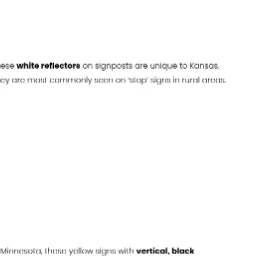 ese white reflectors on signposts are unique to Kansas.
ey are most commonly seen on 'stop' signs in rural areas.
Minnesota, these yellow signs with vertical, black